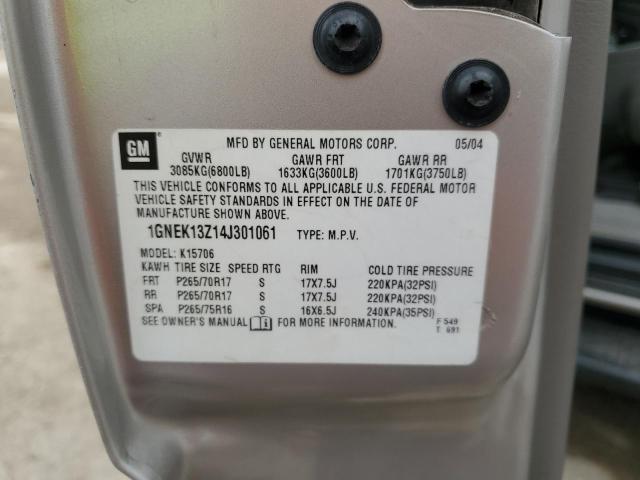 GM
MFD BY GENERAL MOTORS CORP. 05/04
GVWR GAWR FRT GAWR RR
3085KG(6800LB) 1633KG(3600LB) 1701KG(3750LB)
THIS VEHICLE CONFORMS TO ALL APPLICABLE U.S. FEDERAL MOTOR
VEHICLE SAFETY STANDARDS IN EFFECT ON THE DATE OF
MANUFACTURE SHOWN ABOVE.
1GNEK13Z14J301061 TYPE: M.P.V.
MODEL: K15706
KAWH TIRE SIZE SPEED RTG RIM COLD TIRE PRESSURE
FRT P265/70R17 S 17X7.5J 220KPA(32PSI)
RR P265/70R17 S 17X7.5J 220KPA(32PSI)
SPA P265/75R16 S 16X6.5J 240KPA(35PSI)
SEE OWNER'S MANUAL FOR MORE INFORMATION.
F 549
T 691